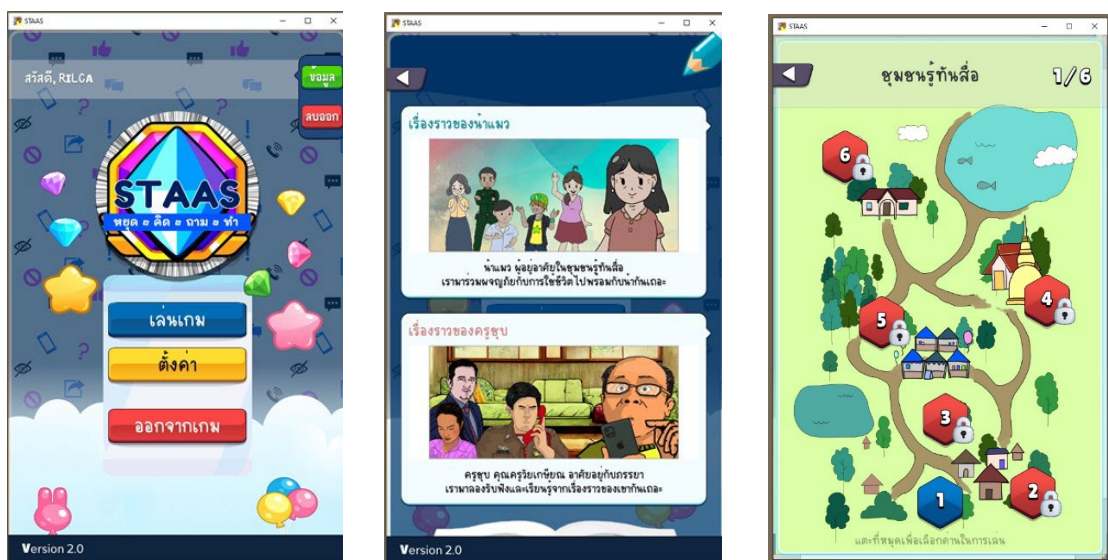 STAAS
สวัสดี, RILCA
ข้อมูล
ลบออก
STAAS
หยุด ฿ คิด ฿ ถาม ฿ ทำ
เล่นเกม
ตั้งค่า
ออกจากเกม
Version 2.0
STAAS
เรื่องราวของน้าแมว
น้าแมว ผู้อยู่อาศัยในชุมชนรู้ทันสื่อ
เรามาร่วมผจญภัยกับการใช้ชีวิตไปพร้อมกับน้ากันเถอะ
เรื่องราวของครูชุบ
ครูชุบ คุณครูวัยเกษียณ อาศัยอยู่กับภรรยา
เรามาลองรับฟังและเรียนรู้จากเรื่องราวของเขากันเถอะ
Version 2.0
STAAS
ชุมชนรู้ทันสื่อ 1/6
6
4
5
3
1
2
แตะที่หมุดเพื่อเลือกด่านในการเล่น